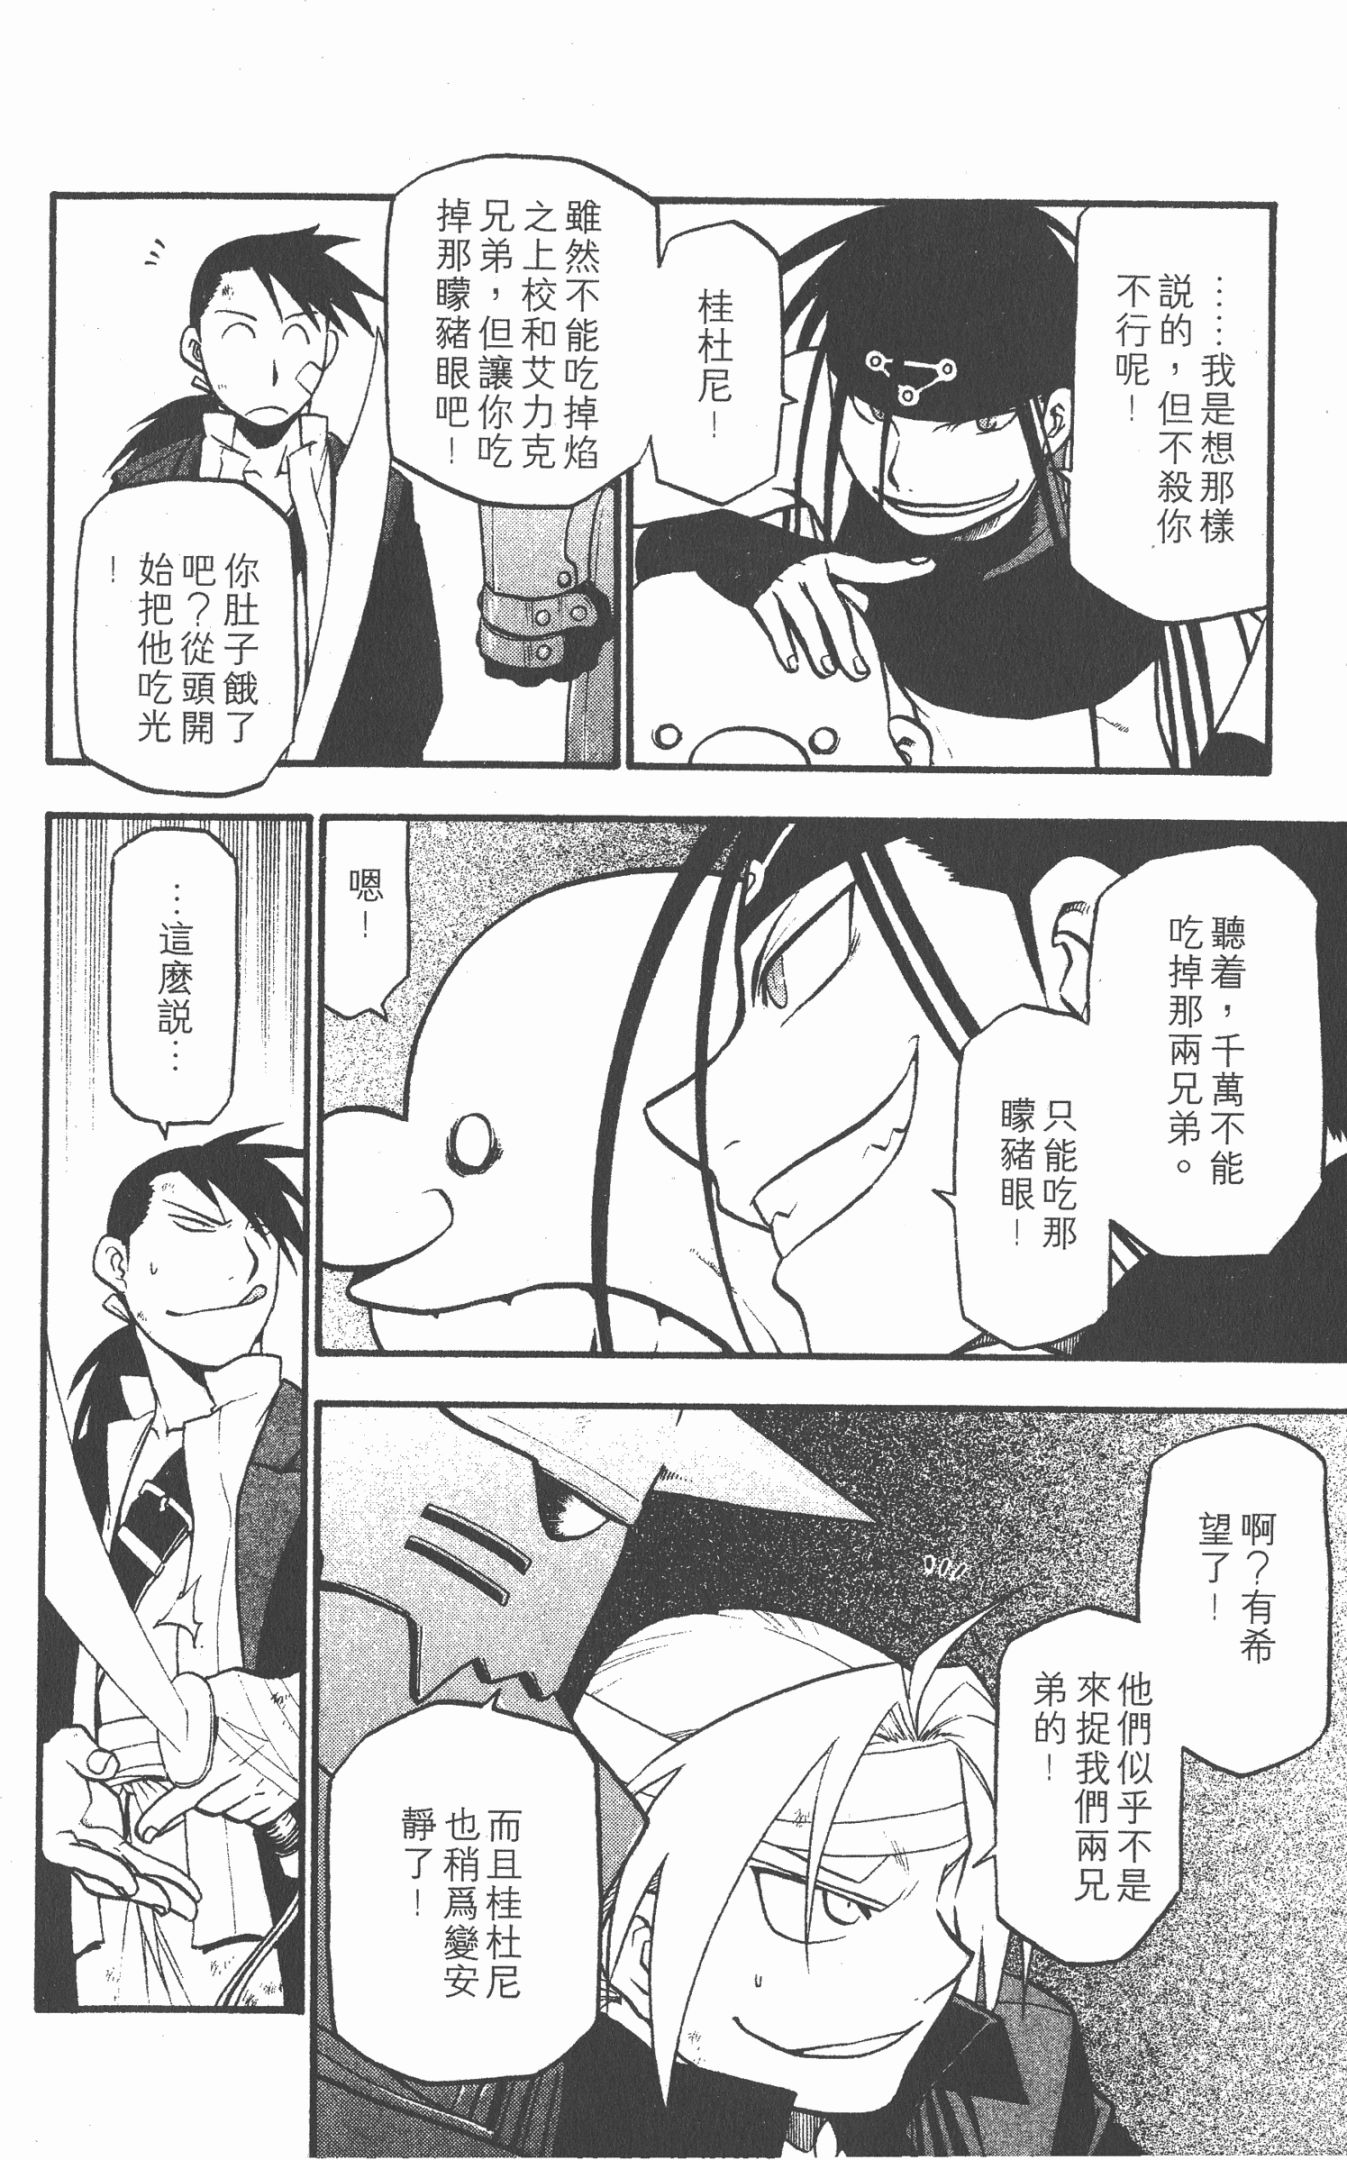 ……我是想那樣
説的，但不殺你
不行呢！
桂杜尼！
雖然不能吃掉焰
之上校和艾力克
兄弟，但讓你吃
掉那矇豬眼吧！
你肚子餓了
吧？從頭開
始把他吃光
！
聽着，千萬不能
吃掉那兩兄弟。
只能吃那
矇豬眼！
嗯！
…這麽説…
啊？有希
望了！
他們似乎不是
來捉我們兩兄
弟的！
而且桂杜尼
也稍爲變安
靜了！